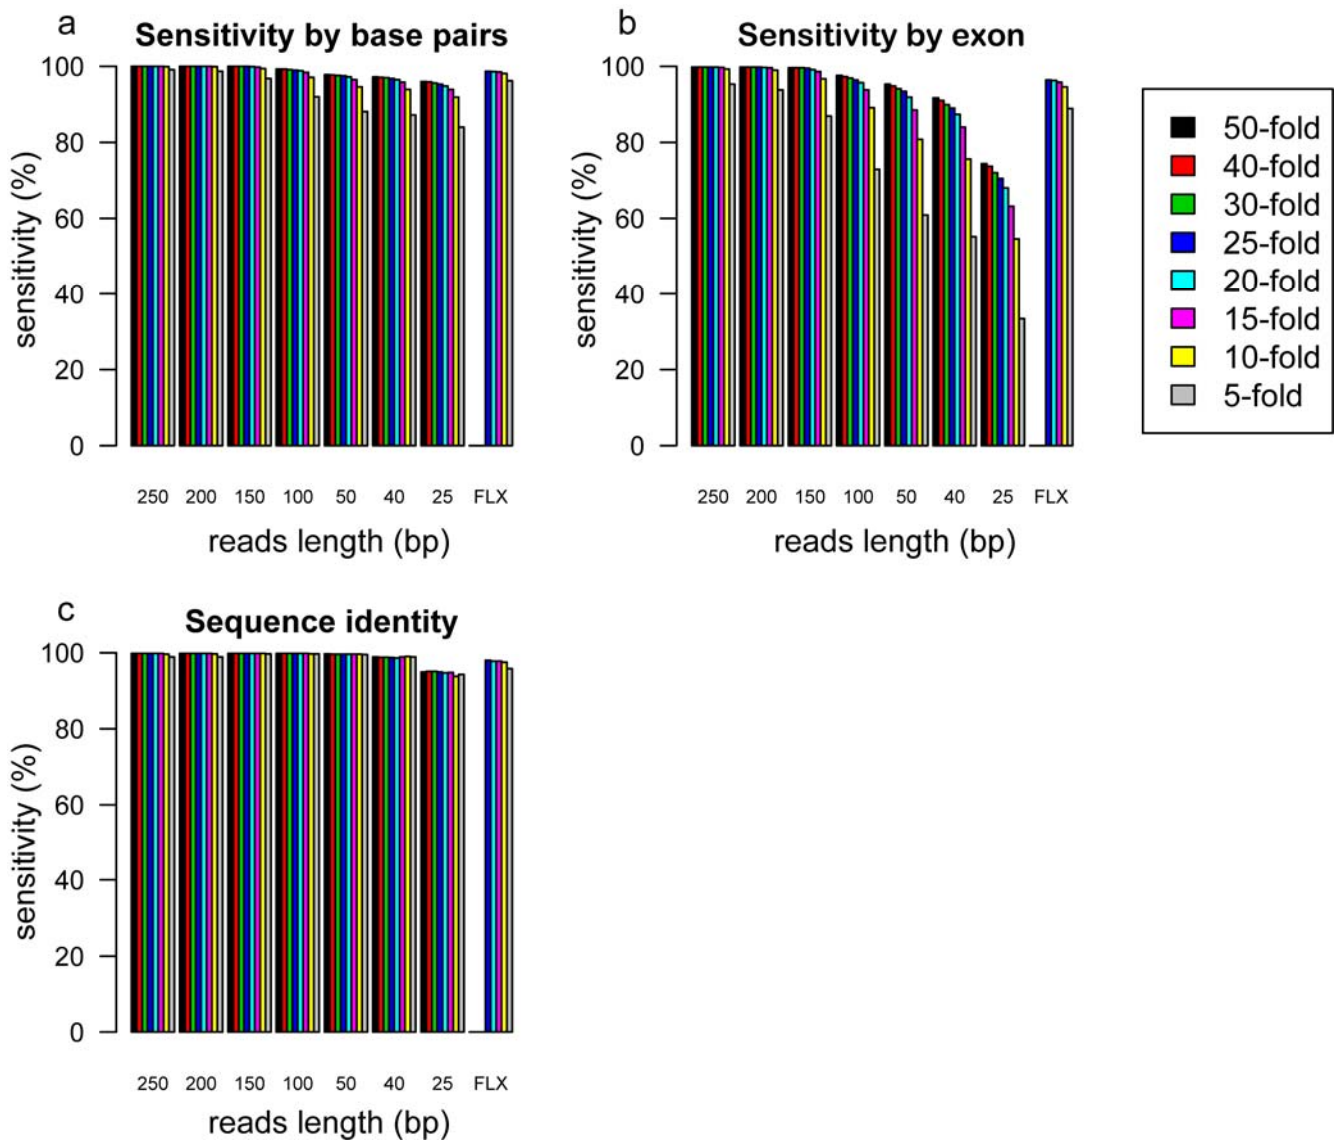 a
Sensitivity by base pairs
sensitivity (%)
100
80
60
40
20
0
250 200 150 100 50 40 25 FLX
reads length (bp)
b
Sensitivity by exon
sensitivity (%)
100
80
60
40
20
0
250 200 150 100 50 40 25 FLX
reads length (bp)
50-fold
40-fold
30-fold
25-fold
20-fold
15-fold
10-fold
5-fold
c
Sequence identity
sensitivity (%)
100
80
60
40
20
0
250 200 150 100 50 40 25 FLX
reads length (bp)